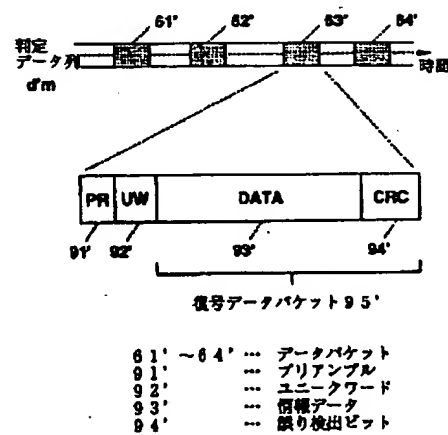 61' 62' 63' 64'
判定
データ列
d'm
時間
PR UW DATA CRC
91' 92' 93' 94'
復号データパケット95'
61'~64' … データパケット
91' … プリアンブル
92' … ユニークワード
93' … 情報データ
94' … 誤り検出ビット